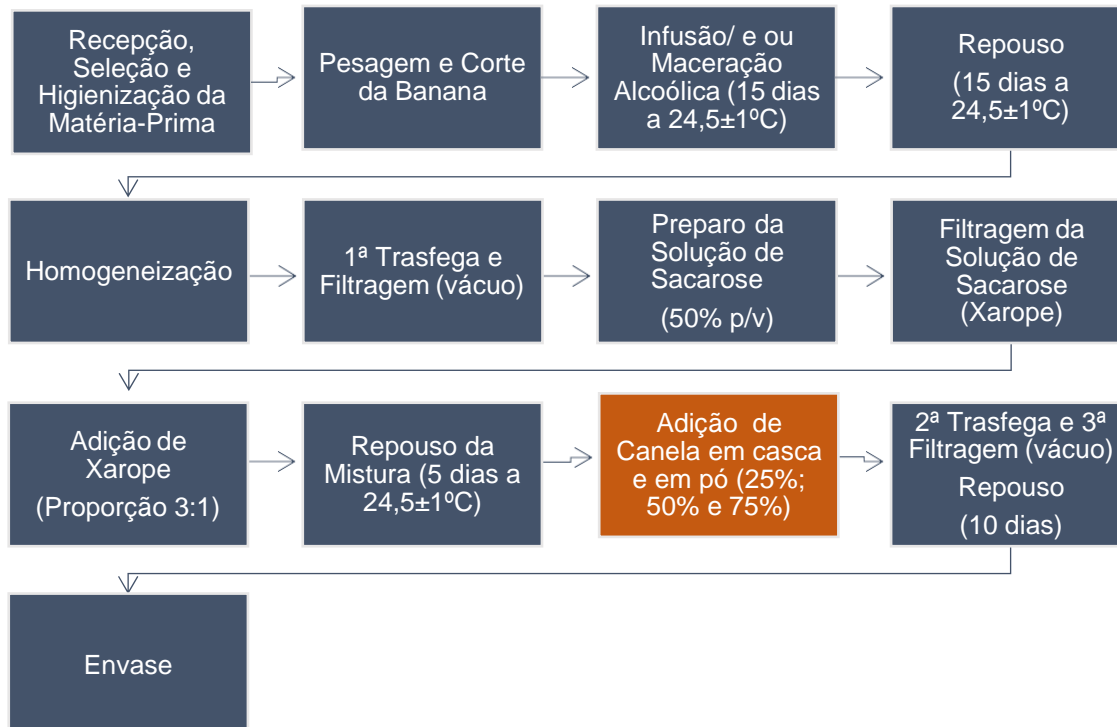 Recepção,
Seleção e
Higienização da
Matéria-Prima
Pesagem e Corte
da Banana
Infusão/ e ou
Maceração
Alcoólica (15 dias
a 24,5±1ºC)
Repouso
(15 dias a
24,5±1ºC)
Homogeneização
1ª Trasfega e
Filtragem (vácuo)
Preparo da
Solução de
Sacarose
(50% p/v)
Filtragem da
Solução de
Sacarose
(Xarope)
Adição de
Xarope
(Proporção 3:1)
Repouso da
Mistura (5 dias a
24,5±1ºC)
Adição de
Canela em casca
e em pó (25%;
50% e 75%)
2ª Trasfega e 3ª
Filtragem (vácuo)
Repouso
(10 dias)
Envase